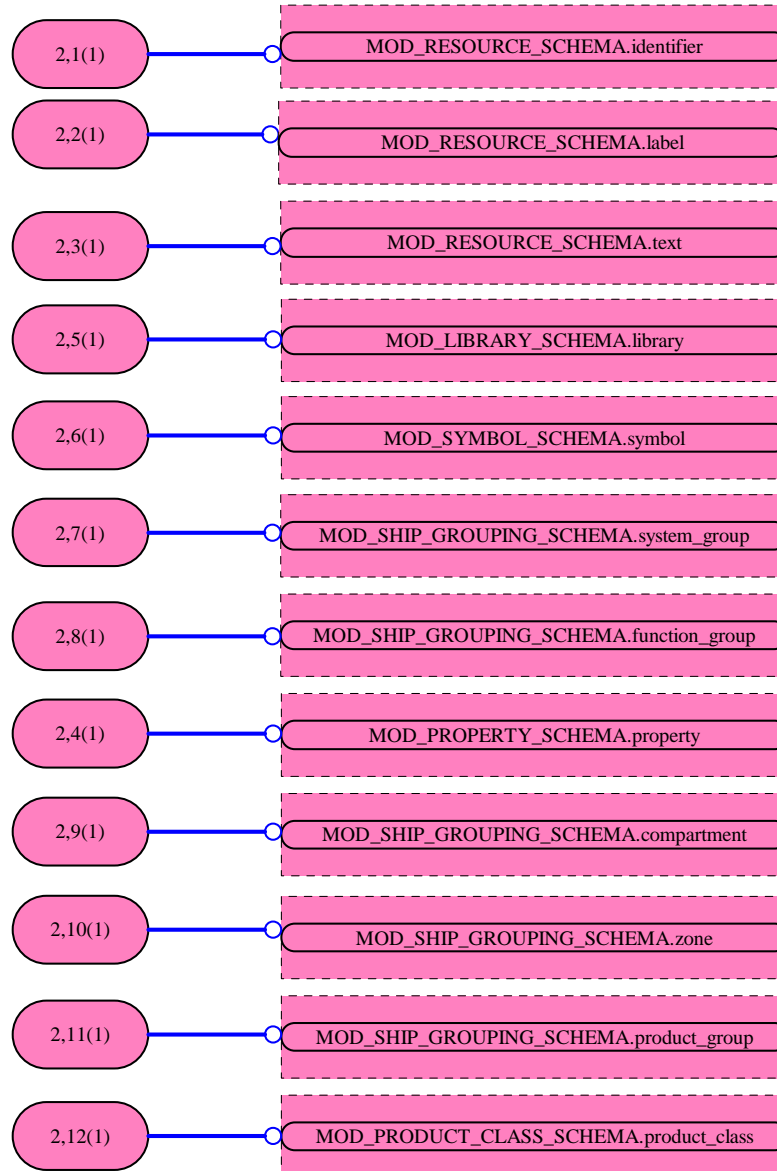 2,1(1) MOD_RESOURCE_SCHEMA.identifier
2,2(1) MOD_RESOURCE_SCHEMA.label
2,3(1) MOD_RESOURCE_SCHEMA.text
2,5(1) MOD_LIBRARY_SCHEMA.library
2,6(1) MOD_SYMBOL_SCHEMA.symbol
2,7(1) MOD_SHIP_GROUPING_SCHEMA.system_group
2,8(1) MOD_SHIP_GROUPING_SCHEMA.function_group
2,4(1) MOD_PROPERTY_SCHEMA.property
2,9(1) MOD_SHIP_GROUPING_SCHEMA.compartment
2,10(1) MOD_SHIP_GROUPING_SCHEMA.zone
2,11(1) MOD_SHIP_GROUPING_SCHEMA.product_group
2,12(1) MOD_PRODUCT_CLASS_SCHEMA.product_class